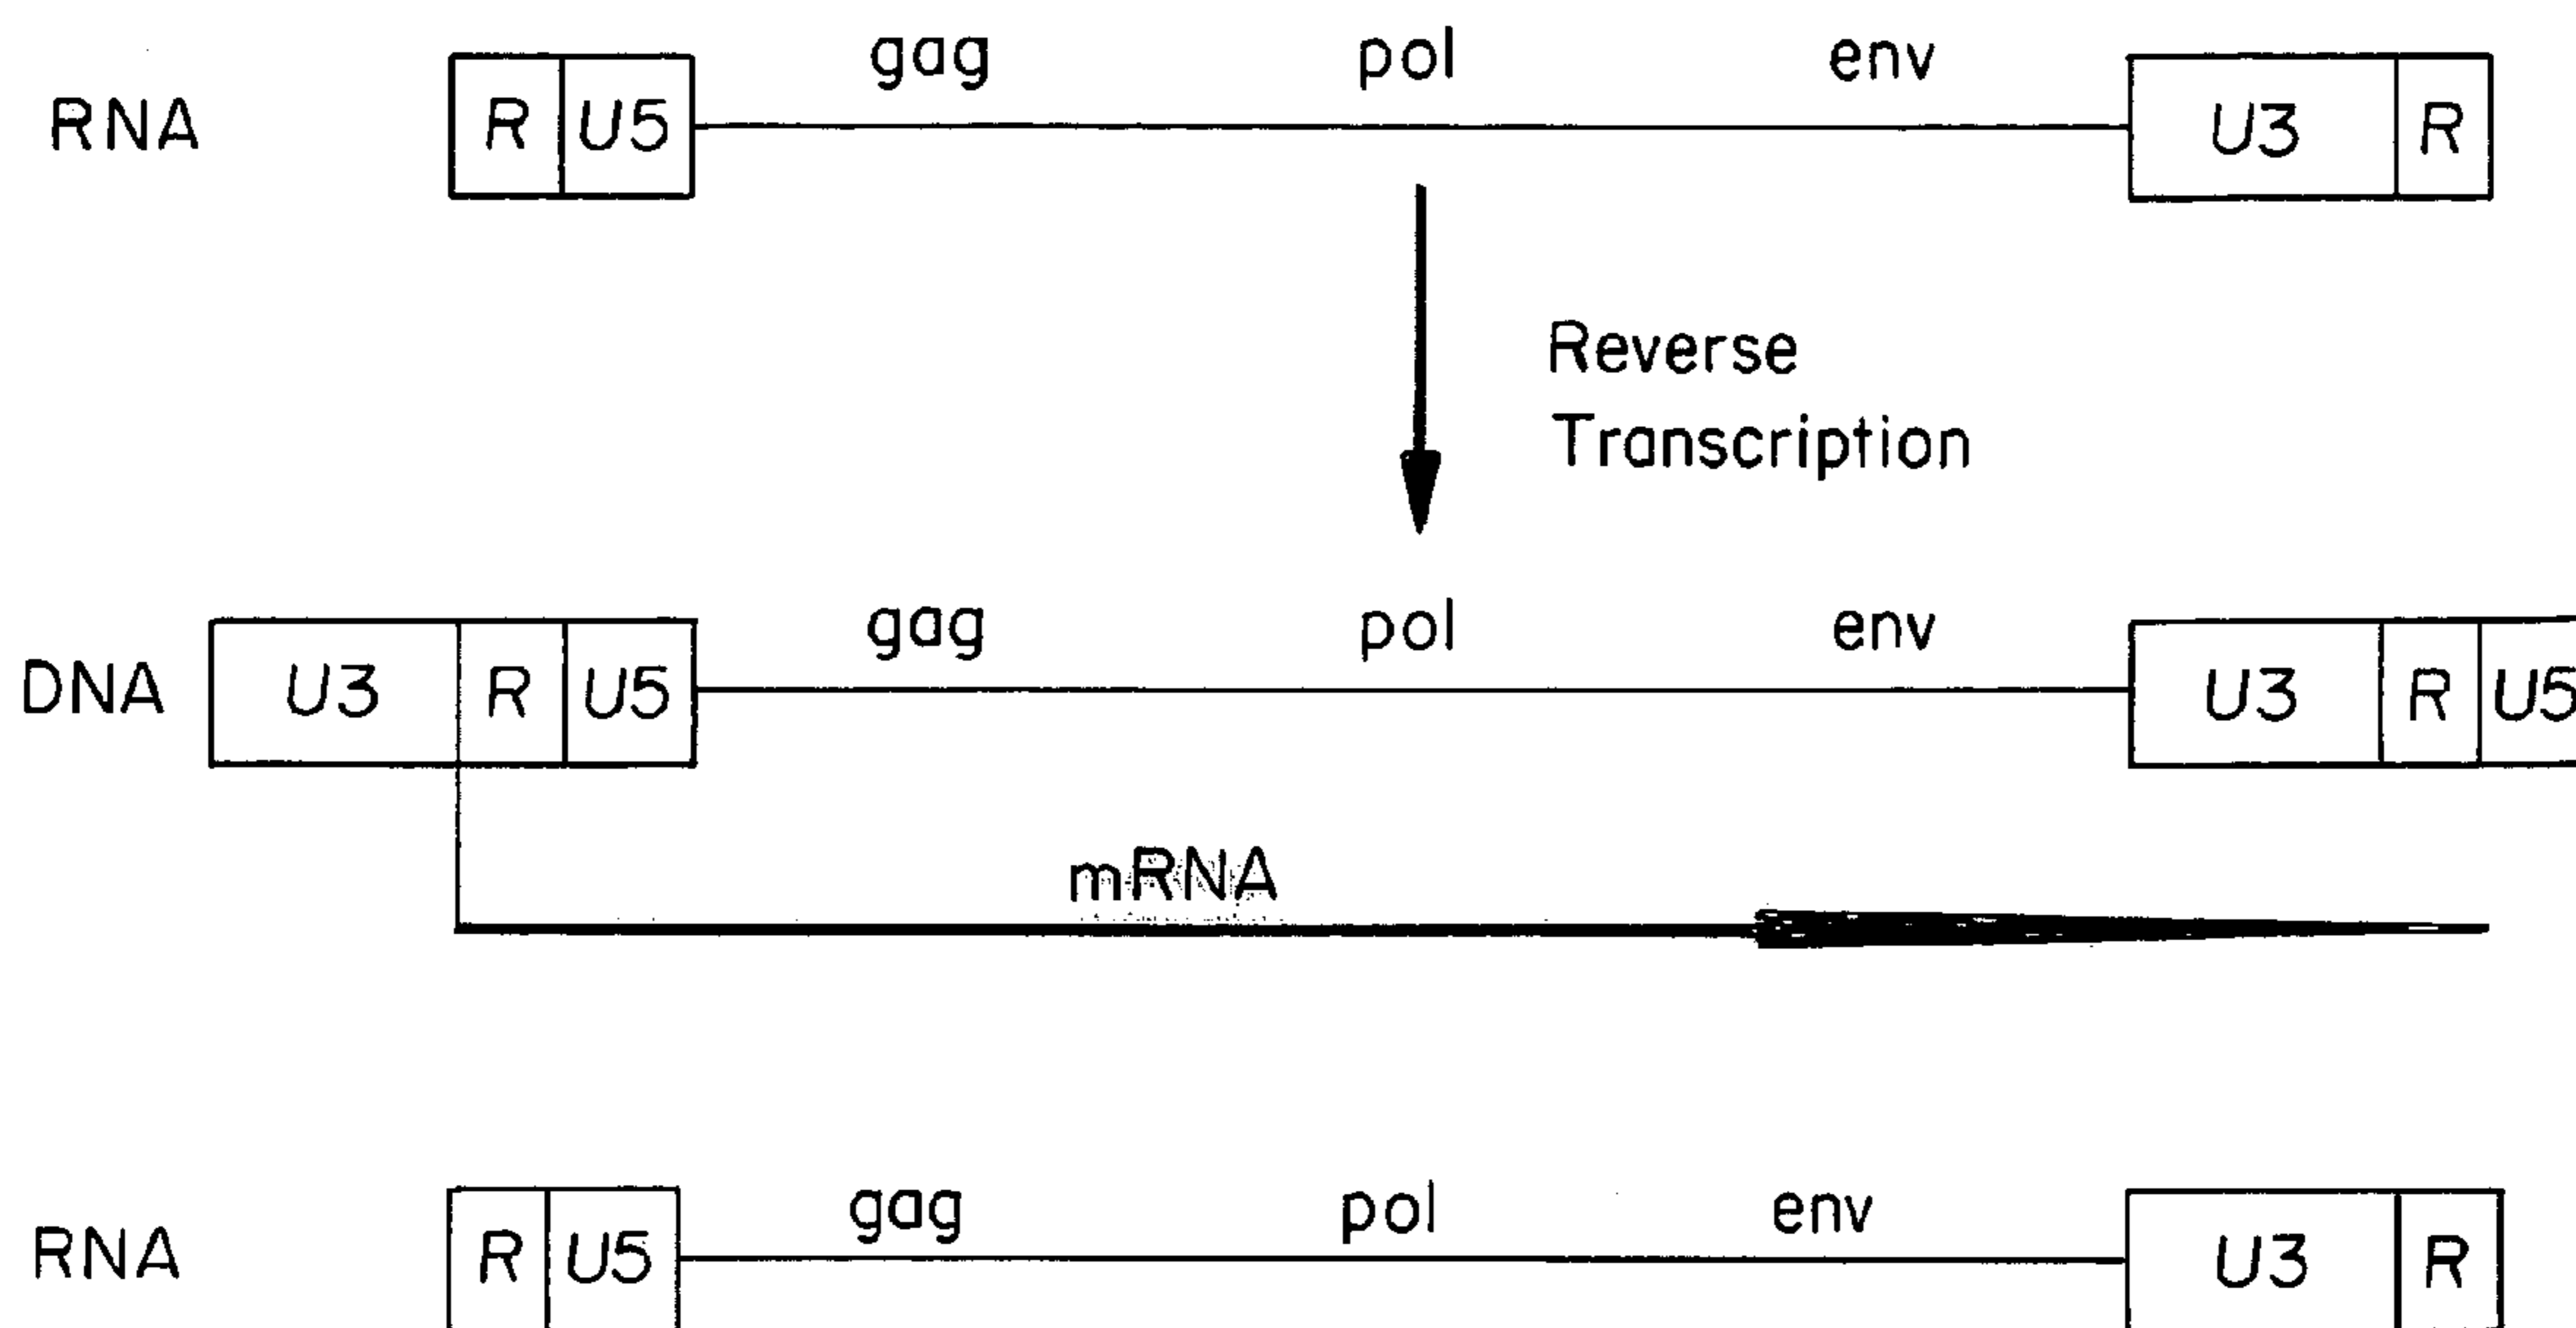 gag pol env
RNA R U5 U3 R
Reverse
Transcription
gag pol env
DNA U3 R U5 U3 R U5
mRNA
gag pol env
RNA R U5 U3 R